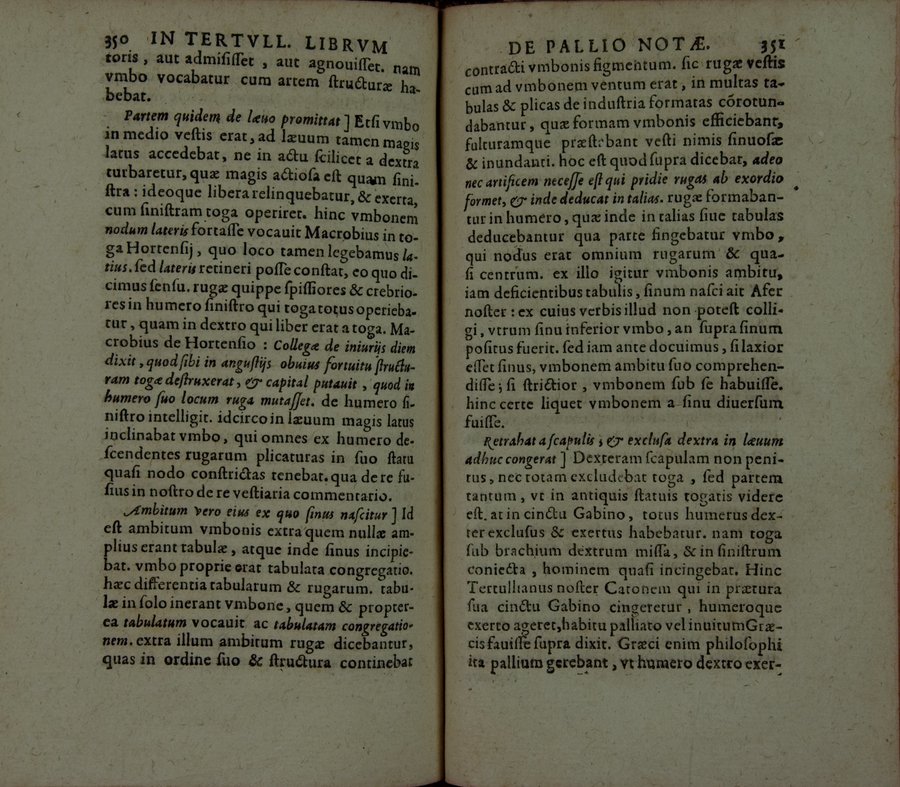 350 IN TERTVLL. LIBRVM
toris, aut admiſiſſet, aut agnouiſſet. nam
vmbo vocabatur cum artem ſtructuræ ha-
bebat.
Partem quidem de læuo promittat] Etſi vmbo
in medio veſtis erat, ad læuum tamen magis
latus accedebat, ne in actu ſcilicet a dextra
turbaretur, quæ magis actioſa eſt quam ſini-
ſtra: ideoque libera relinquebatur, & exerta,
cum ſiniſtram toga operiret. hinc vmbonem
nodum lateris fortaſſe vocauit Macrobius in to-
ga Hortenſij, quo loco tamen legebamus la-
tius. ſed lateris retineri poſſe conſtat, eo quo di-
cimus ſenſu. rugæ quippe ſpiſſiores & crebrio-
res in humero ſiniſtro qui toga totus operieba-
tur, quam in dextro qui liber erat a toga. Ma-
crobius de Hortenſio: Collegæ de iniurijs diem
dixit, quod ſibi in anguſtijs obuius fortuitu ſtructu-
ram togæ deſtruxerat, & capital putauit, quod in
humero ſuo locum ruga mutaſſet. de humero ſi-
niſtro intelligit. idcirco in læuum magis latus
inclinabat vmbo, qui omnes ex humero de-
ſcendentes rugarum plicaturas in ſuo ſtatu
quaſi nodo conſtrictas tenebat. qua de re fu-
ſius in noſtro de re veſtiaria commentario.
Ambitum vero eius ex quo ſinus naſcitur] Id
eſt ambitum vmbonis extra quem nullæ am-
plius erant tabulæ, atque inde ſinus incipie-
bat. vmbo proprie erat tabulata congregatio.
hæc differentia tabularum & rugarum. tabu-
læ in ſolo inerant vmbone, quem & propter-
ea tabulatum vocauit ac tabulatam congregatio-
nem. extra illum ambitum rugæ dicebantur,
quas in ordine ſuo & ſtructura continebat
DE PALLIO NOTÆ. 351
contracti vmbonis figmentum. ſic rugæ veſtis
cum ad vmbonem ventum erat, in multas ta-
bulas & plicas de induſtria formatas cõrotun-
dabantur, quæ formam vmbonis efficiebant,
fulturamque præſtabant veſti nimis ſinuoſæ
& inundanti. hoc eſt quod ſupra dicebat, adeo
nec artificem neceſſe eſt qui pridie rugas ab exordio
formet, & inde deducat in talias. rugæ formaban-
tur in humero, quæ inde in talias ſiue tabulas
deducebantur qua parte fingebatur vmbo,
qui nodus erat omnium rugarum & qua-
ſi centrum. ex illo igitur vmbonis ambitu,
iam deficientibus tabulis, ſinum naſci ait Afer
noſter: ex cuius verbis illud non poteſt colli-
gi, vtrum ſinu inferior vmbo, an ſupra ſinum
poſitus fuerit. ſed iam ante docuimus, ſi laxior
eſſet ſinus, vmbonem ambitu ſuo comprehen-
diſſe; ſi ſtrictior, vmbonem ſub ſe habuiſſe.
hinc certe liquet vmbonem a ſinu diuerſum
fuiſſe.
Retrahat a ſcapulis, & excluſa dextra in læuum
adhuc congerat] Dexteram ſcapulam non peni-
tus, nec totam excludebat toga, ſed partem
tantum, vt in antiquis ſtatuis togatis videre
eſt. at in cinctu Gabino, totus humerus dex-
ter excluſus & exertus habebatur. nam toga
ſub brachium dextrum miſſa, & in ſiniſtrum
coniecta, hominem quaſi incingebat. Hinc
Tertullianus noſter Catonem qui in prætura
ſua cinctu Gabino cingeretur, humeroque
exerto ageret, habitu palliato vel inuitum Græ-
cis fauiſſe ſupra dixit. Græci enim philoſophi
ita pallium gerebant, vt humero dextro exer-